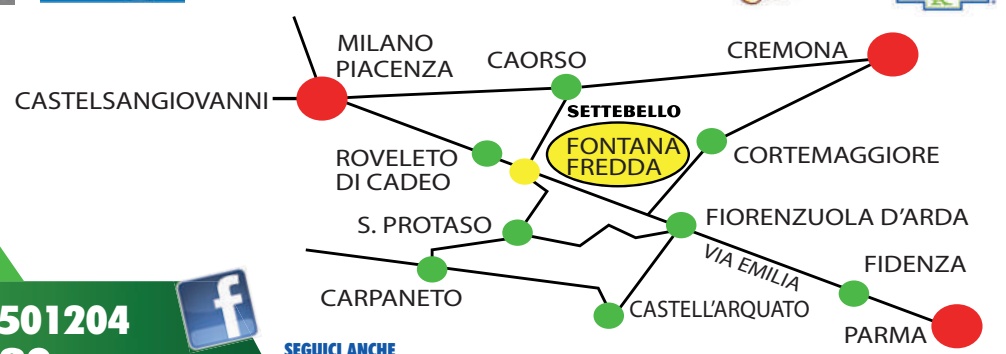 MILANO
PIACENZA
CAORSO
CREMONA
CASTELSANGIOVANNI
SETTEBELLO
FONTANA
FREDDA
ROVELETO
DI CADEO
CORTEMAGGIORE
S. PROTASO
FIORENZUOLA D'ARDA
VIA EMILIA
FIDENZA
CARPANETO
CASTELL'ARQUATO
PARMA
501204
f
SEGUICI ANCHE